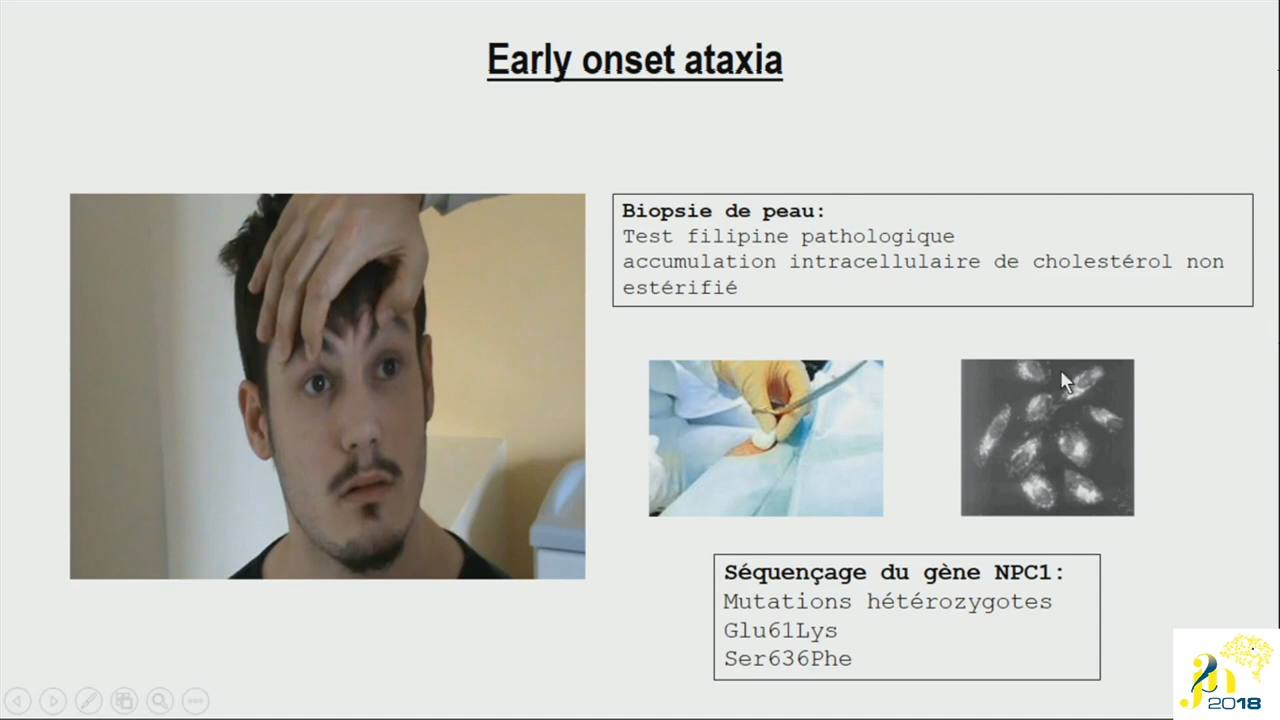 Early onset ataxia
Biopsie de peau:
Test filipine pathologique
accumulation intracellulaire de cholestérol non
estérifié
Séquençage du gène NPC1:
Mutations hétérozygotes
Glu61Lys
Ser636Phe
2018